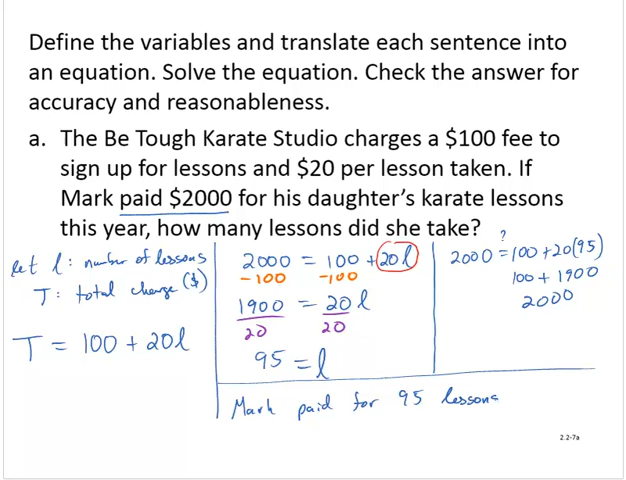 Define the variables and translate each sentence into
an equation. Solve the equation. Check the answer for
accuracy and reasonableness.
a. The Be Tough Karate Studio charges a $100 fee to
sign up for lessons and $20 per lesson taken. If
Mark paid $2000 for his daughter's karate lessons
this year, how many lessons did she take?
let l : number of lessons
T : total charge ($)
T = 100 + 20l
2000 = 100 + 20l
-100 -100
1900 = 20l
20 20
95 = l
?
2000 = 100 + 20(95)
100 + 1900
2000
Mark paid for 95 lessons
2.2-7a